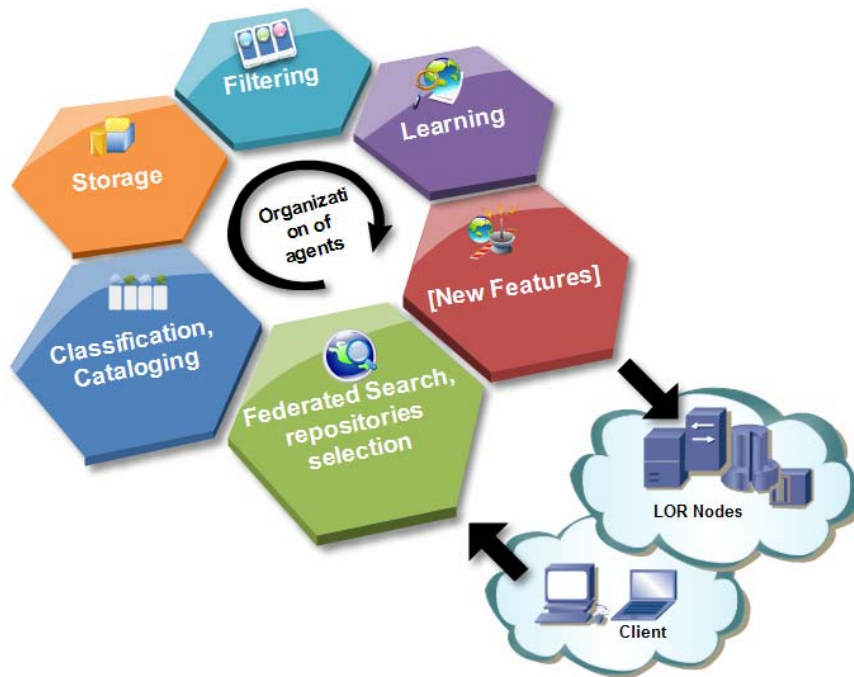 Filtering
Learning
Storage
Organizati
on of
agents
[New Features]
Classification,
Cataloging
Federated Search,
repositories
selection
LOR Nodes
Client